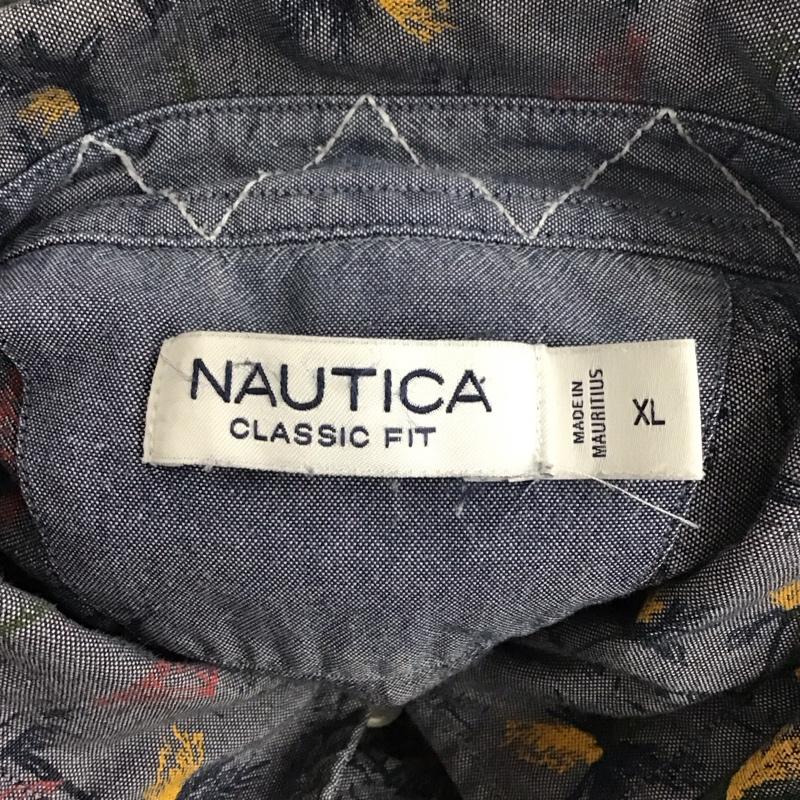 NAUTICA
CLASSIC FIT
MADE IN
MAURITIUS
XL